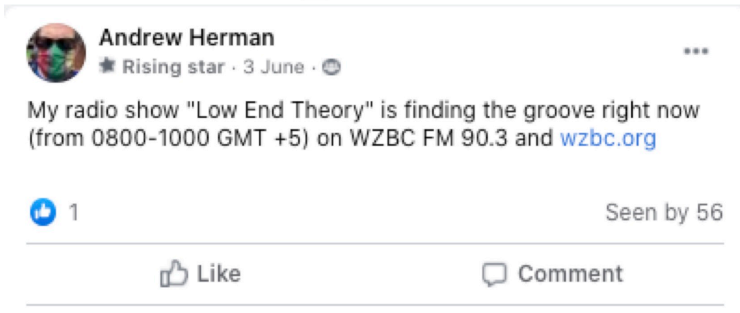 Andrew Herman
Rising star · 3 June ·
My radio show "Low End Theory" is finding the groove right now
(from 0800-1000 GMT +5) on WZBC FM 90.3 and wzbc.org
1 Seen by 56
Like Comment